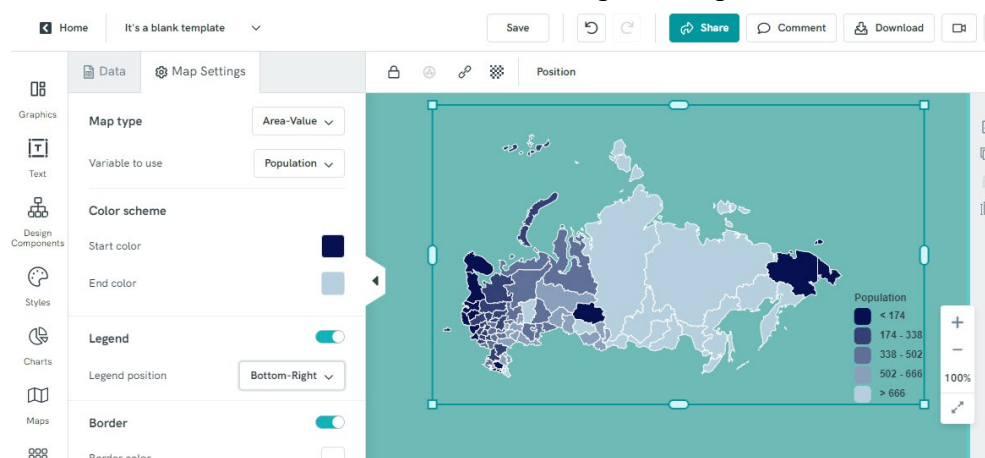 Home It's a blank template Save Share Comment Download
Data Map Settings Position
Graphics
Map type Area-Value
Text
Variable to use Population
Design
Components
Color scheme
Start color
End color
Styles
Legend
Charts
Legend position Bottom-Right
Maps
Border
Border color
Population
< 174
174 - 338
338 - 502
502 - 666
> 666
+
−
100%